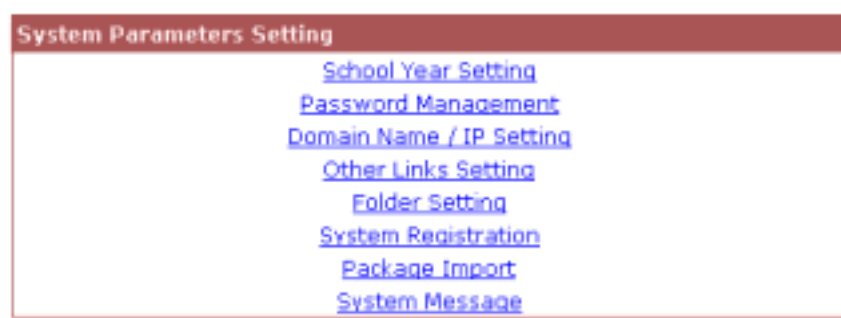 System Parameters Setting
School Year Setting
Password Management
Domain Name / IP Setting
Other Links Setting
Folder Setting
System Registration
Package Import
System Message